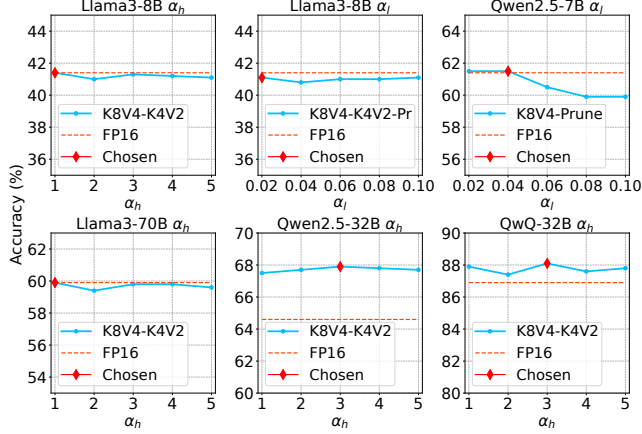 Llama3-8B αh
Llama3-8B αl
Qwen2.5-7B αl
44
42
40
38
36
K8V4-K4V2
FP16
Chosen
1 2 3 4 5
αh
44
42
40
38
36
K8V4-K4V2-Pr
FP16
Chosen
0.02 0.04 0.06 0.08 0.10
αl
64
62
60
58
56
K8V4-Prune
FP16
Chosen
0.02 0.04 0.06 0.08 0.10
αl
Accuracy (%)
Llama3-70B αh
Qwen2.5-32B αh
QwQ-32B αh
62
60
58
56
54
K8V4-K4V2
FP16
Chosen
1 2 3 4 5
αh
70
68
66
64
62
60
K8V4-K4V2
FP16
Chosen
1 2 3 4 5
αh
90
88
86
84
82
80
K8V4-K4V2
FP16
Chosen
1 2 3 4 5
αh